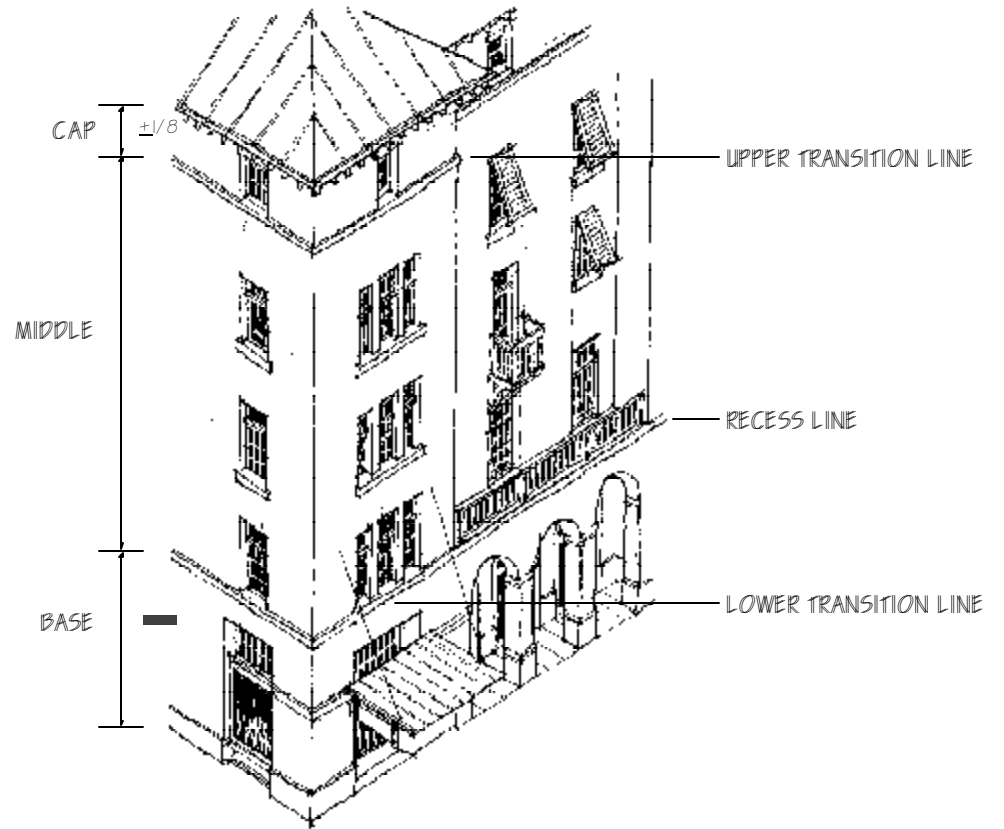 CAP
±1/8
UPPER TRANSITION LINE
MIDDLE
RECESS LINE
LOWER TRANSITION LINE
BASE